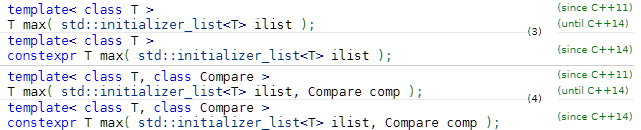 template< class T > (since C++11)
T max( std::initializer_list<T> ilist ); (until C++14)
(3)
template< class T >
constexpr T max( std::initializer_list<T> ilist ); (since C++14)
template< class T, class Compare > (since C++11)
T max( std::initializer_list<T> ilist, Compare comp ); (until C++14)
(4)
template< class T, class Compare >
constexpr T max( std::initializer_list<T> ilist, Compare comp ); (since C++14)